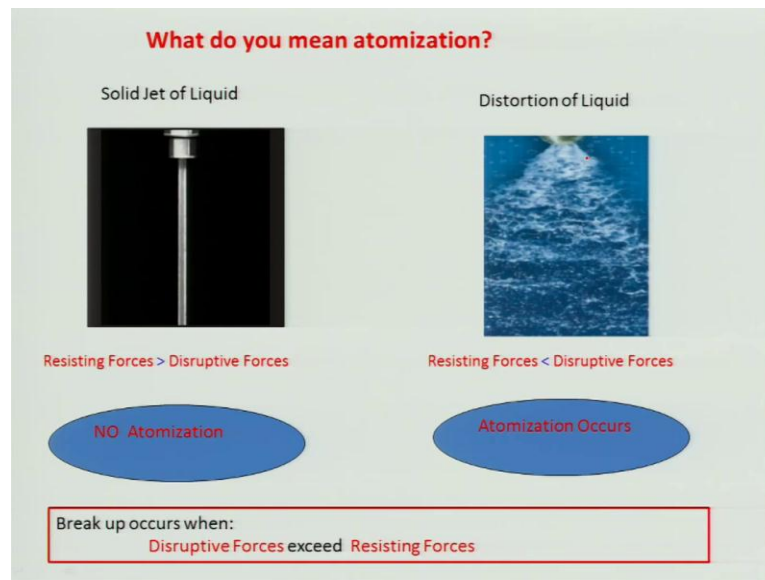 What do you mean atomization?
Solid Jet of Liquid
Distortion of Liquid
Resisting Forces > Disruptive Forces
Resisting Forces < Disruptive Forces
NO Atomization
Atomization Occurs
Break up occurs when:
Disruptive Forces exceed Resisting Forces